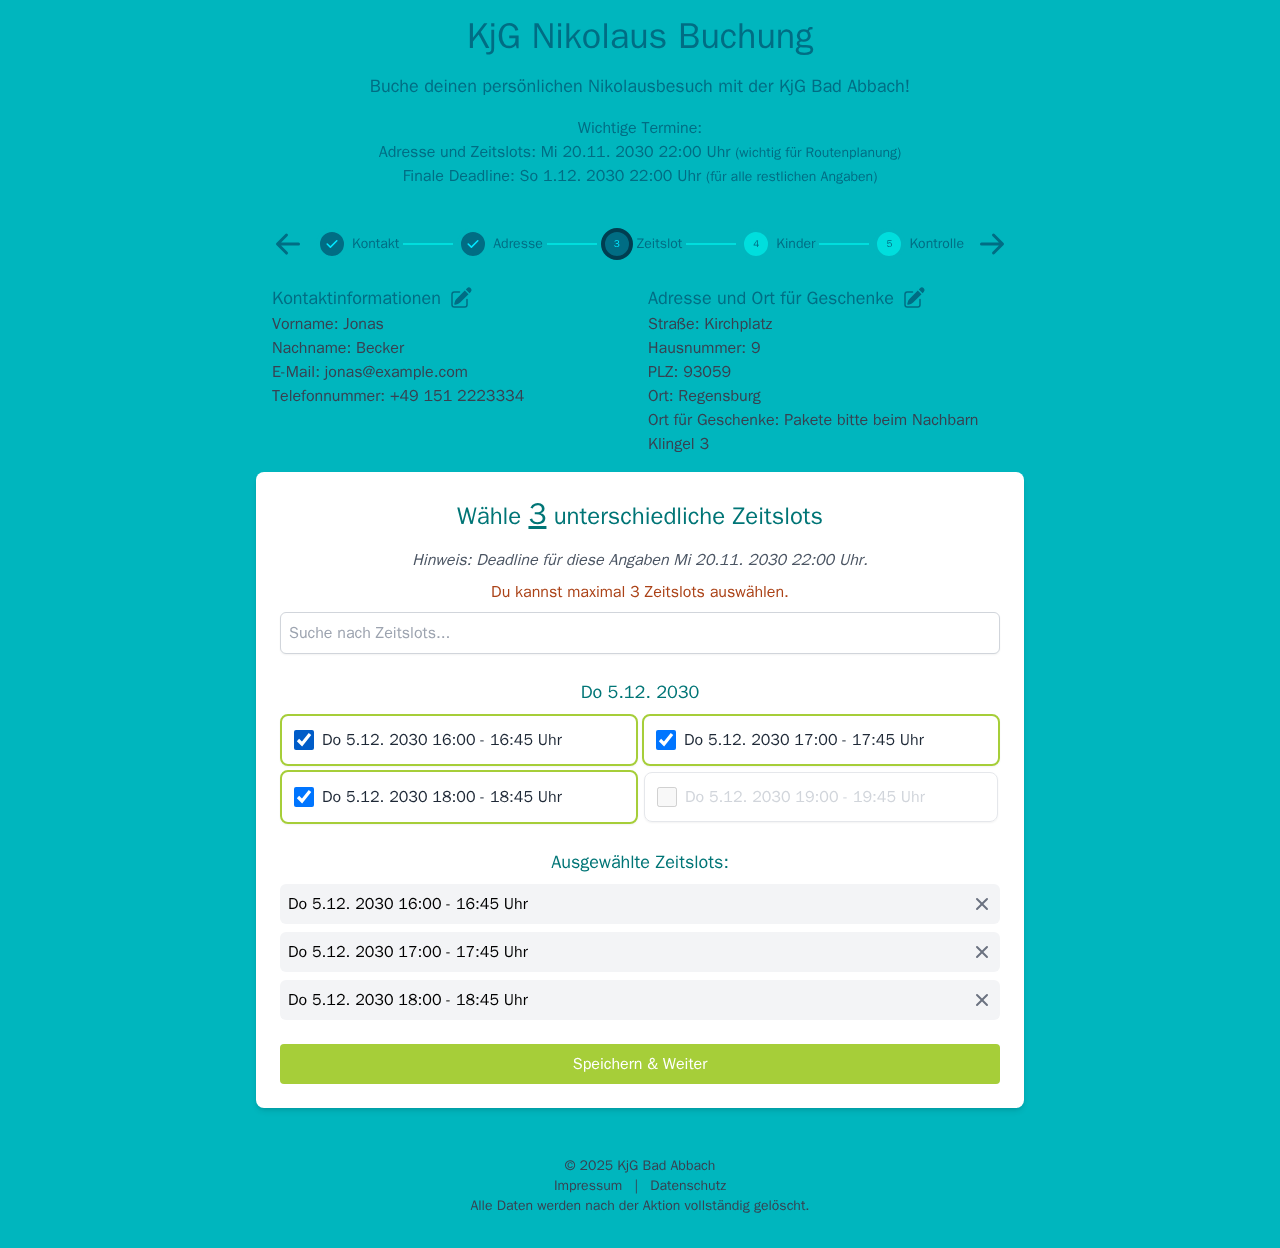 KjG Nikolaus Buchung
Buche deinen persönlichen Nikolausbesuch mit der KjG Bad Abbach!
Wichtige Termine:
Adresse und Zeitslots: Mi 20.11. 2030 22:00 Uhr (wichtig für Routenplanung)
Finale Deadline: So 1.12. 2030 22:00 Uhr (für alle restlichen Angaben)
Kontakt Adresse 3 Zeitslot 4 Kinder 5 Kontrolle
Kontaktinformationen
Vorname: Jonas
Nachname: Becker
E-Mail: jonas@example.com
Telefonnummer: +49 151 2223334
Adresse und Ort für Geschenke
Straße: Kirchplatz
Hausnummer: 9
PLZ: 93059
Ort: Regensburg
Ort für Geschenke: Pakete bitte beim Nachbarn
Klingel 3
Wähle 3 unterschiedliche Zeitslots
Hinweis: Deadline für diese Angaben Mi 20.11. 2030 22:00 Uhr.
Du kannst maximal 3 Zeitslots auswählen.
Suche nach Zeitslots...
Do 5.12. 2030
Do 5.12. 2030 16:00 - 16:45 Uhr
Do 5.12. 2030 17:00 - 17:45 Uhr
Do 5.12. 2030 18:00 - 18:45 Uhr
Do 5.12. 2030 19:00 - 19:45 Uhr
Ausgewählte Zeitslots:
Do 5.12. 2030 16:00 - 16:45 Uhr
Do 5.12. 2030 17:00 - 17:45 Uhr
Do 5.12. 2030 18:00 - 18:45 Uhr
Speichern & Weiter
© 2025 KjG Bad Abbach
Impressum | Datenschutz
Alle Daten werden nach der Aktion vollständig gelöscht.